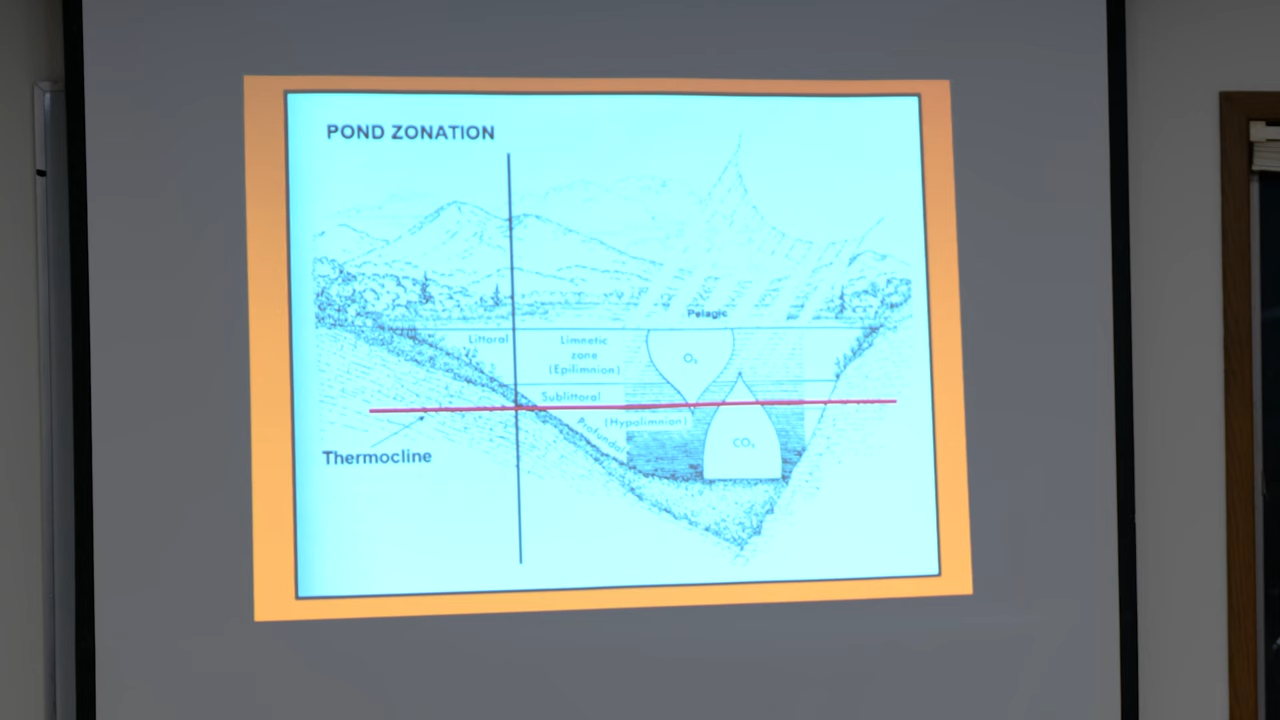 POND ZONATION
Pelagic
Littoral
Limnetic
zone
(Epilimnion)
O₂
Sublittoral
(Hypolimnion)
Profundal
CO₂
Thermocline